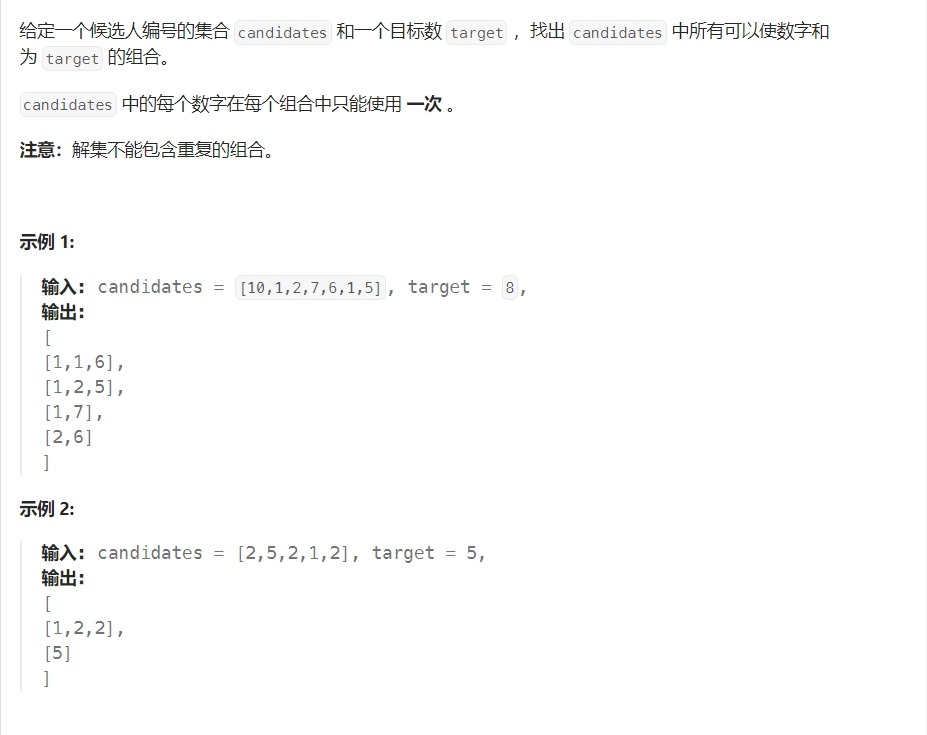 给定一个候选人编号的集合 candidates 和一个目标数 target ，找出 candidates 中所有可以使数字和
为 target 的组合。
candidates 中的每个数字在每个组合中只能使用 一次 。
注意：解集不能包含重复的组合。
示例 1:
输入: candidates = [10,1,2,7,6,1,5], target = 8,
输出:
[
[1,1,6],
[1,2,5],
[1,7],
[2,6]
]
示例 2:
输入: candidates = [2,5,2,1,2], target = 5,
输出:
[
[1,2,2],
[5]
]